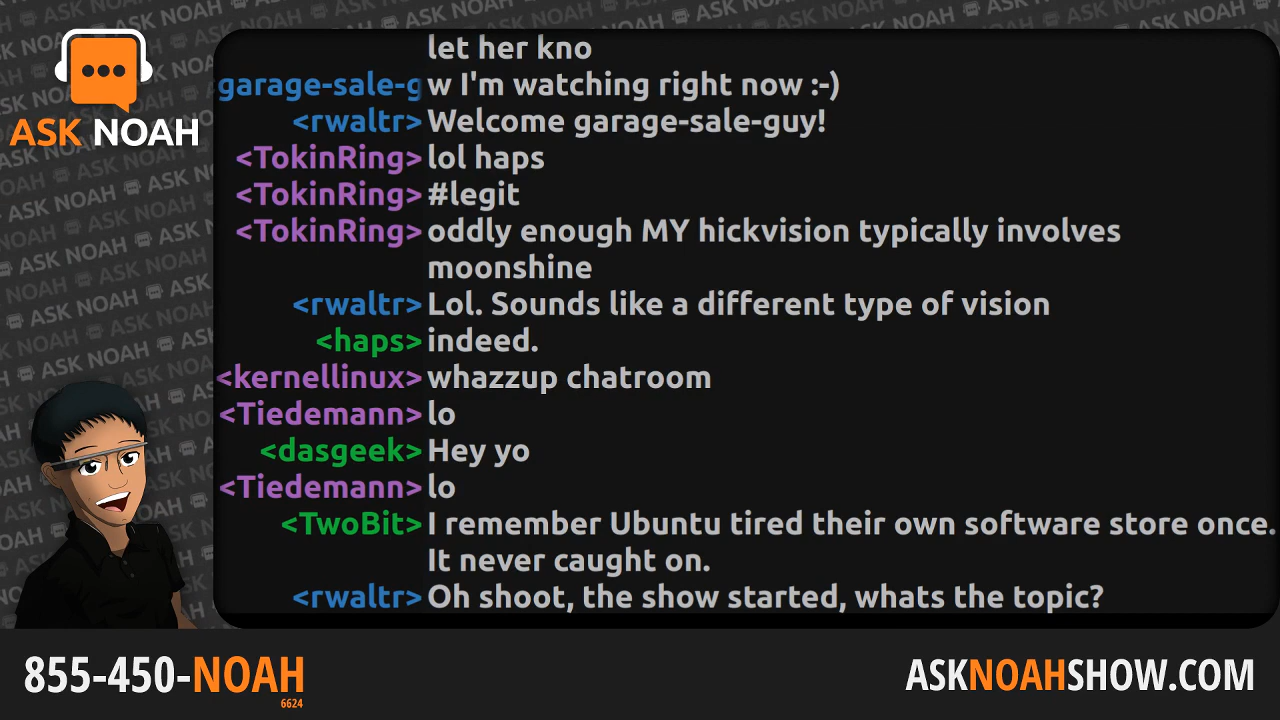 ASK NOAH
let her kno
garage-sale-g w I'm watching right now :-)
<rwaltr> Welcome garage-sale-guy!
<TokinRing> lol haps
<TokinRing> #legit
<TokinRing> oddly enough MY hickvision typically involves
moonshine
<rwaltr> Lol. Sounds like a different type of vision
<haps> indeed.
<kernellinux> whazzup chatroom
<Tiedemann> lo
<dasgeek> Hey yo
<Tiedemann> lo
<TwoBit> I remember Ubuntu tired their own software store once.
It never caught on.
<rwaltr> Oh shoot, the show started, whats the topic?
855-450-NOAH
6624
ASKNOAHSHOW.COM